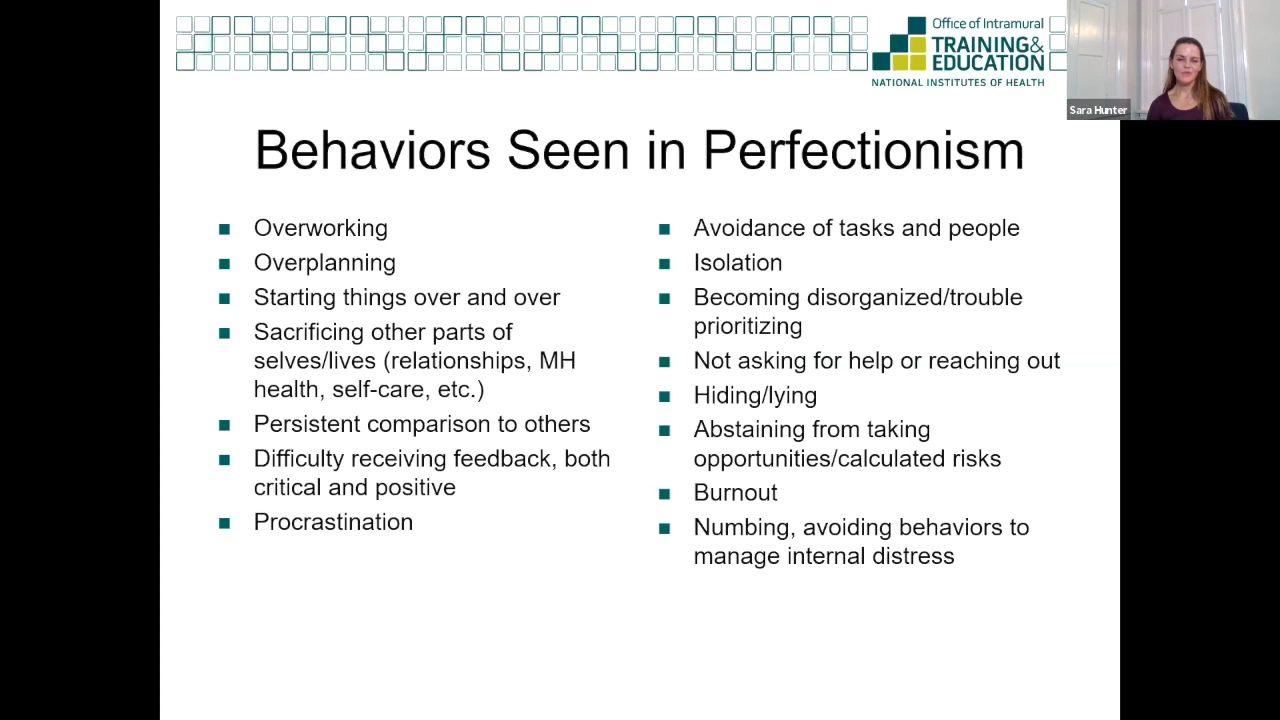 Office of Intramural
TRAINING&
EDUCATION
NATIONAL INSTITUTES OF HEALTH
Sara Hunter
Behaviors Seen in Perfectionism
Overworking
Overplanning
Starting things over and over
Sacrificing other parts of
selves/lives (relationships, MH
health, self-care, etc.)
Persistent comparison to others
Difficulty receiving feedback, both
critical and positive
Procrastination
Avoidance of tasks and people
Isolation
Becoming disorganized/trouble
prioritizing
Not asking for help or reaching out
Hiding/lying
Abstaining from taking
opportunities/calculated risks
Burnout
Numbing, avoiding behaviors to
manage internal distress